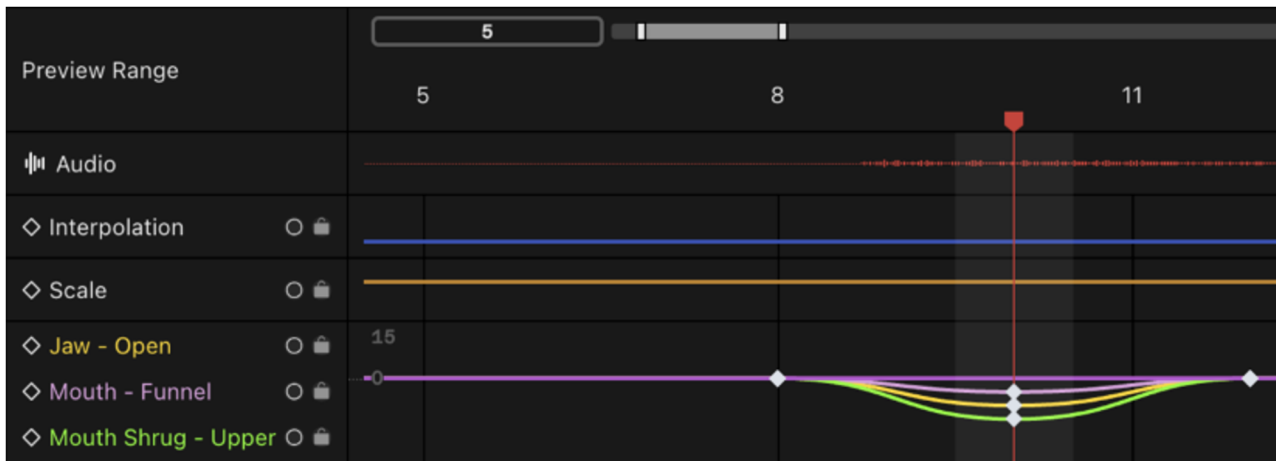 5
Preview Range
5 8 11
Audio
Interpolation
Scale
15
Jaw - Open
0
Mouth - Funnel
Mouth Shrug - Upper